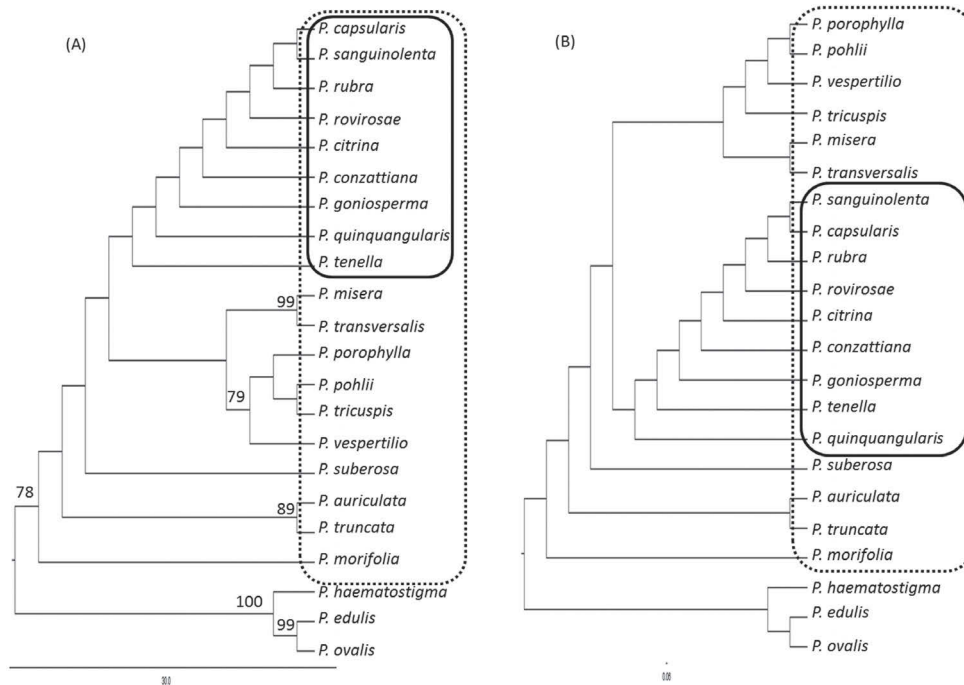 (A)
P. capsularis
P. sanguinolenta
P. rubra
P. rovirosae
P. citrina
P. conzattiana
P. goniosperma
P. quinquangularis
P. tenella
99
P. misera
P. transversalis
P. porophylla
P. pohlii
79
P. tricuspis
P. vespertilio
P. suberosa
78
P. auriculata
89
P. truncata
P. morifolia
P. haematostigma
100
P. edulis
99
P. ovalis
30.0
(B)
P. porophylla
P. pohlii
P. vespertilio
P. tricuspis
P. misera
P. transversalis
P. sanguinolenta
P. capsularis
P. rubra
P. rovirosae
P. citrina
P. conzattiana
P. goniosperma
P. tenella
P. quinquangularis
P. suberosa
P. auriculata
P. truncata
P. morifolia
P. haematostigma
P. edulis
P. ovalis